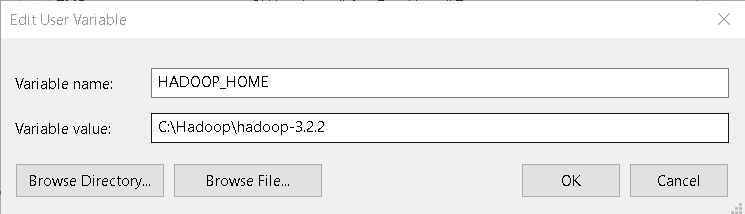 Edit User Variable
Variable name: HADOOP_HOME
Variable value: C:\Hadoop\hadoop-3.2.2
Browse Directory... Browse File... OK Cancel